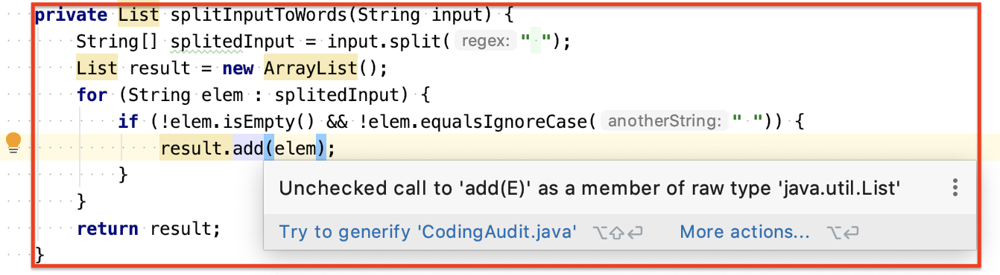 private List splitInputToWords(String input) {
String[] splitedInput = input.split( regex: " ");
List result = new ArrayList();
for (String elem : splitedInput) {
if (!elem.isEmpty() && !elem.equalsIgnoreCase( anotherString: " ")) {
result.add(elem);
}
Unchecked call to 'add(E)' as a member of raw type 'java.util.List'
}
return result;
Try to generify 'CodingAudit.java' ⌥⇧⏎ More actions... ⌥⏎
}